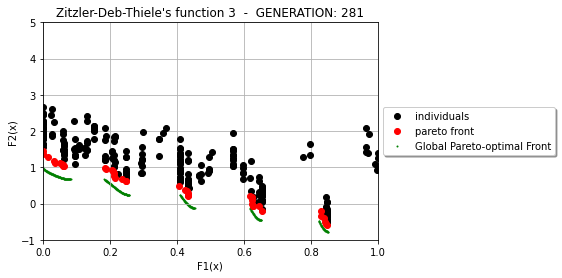 Zitzler-Deb-Thiele's function 3 - GENERATION: 281
5
4
3
2
1
0
−1
F2(x)
0.0 0.2 0.4 0.6 0.8 1.0
F1(x)
individuals
pareto front
Global Pareto-optimal Front